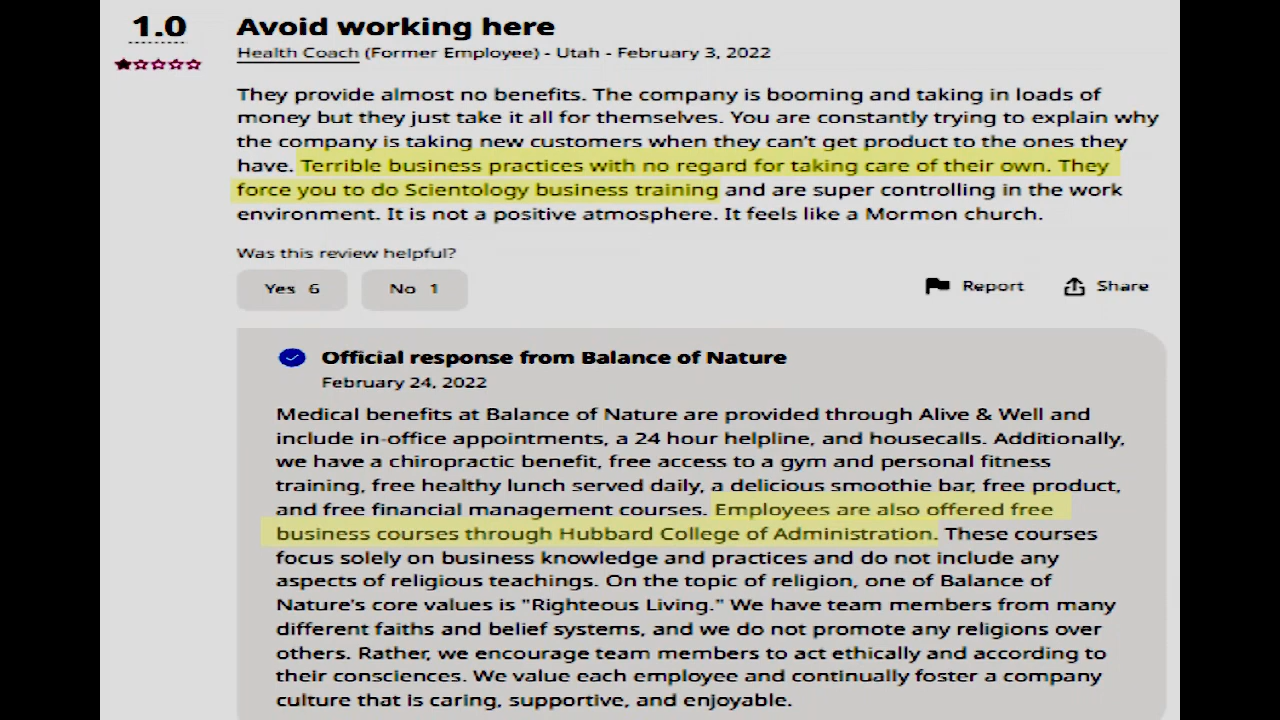 1.0
Avoid working here
Health Coach (Former Employee) - Utah - February 3, 2022
They provide almost no benefits. The company is booming and taking in loads of
money but they just take it all for themselves. You are constantly trying to explain why
the company is taking new customers when they can't get product to the ones they
have. Terrible business practices with no regard for taking care of their own. They
force you to do Scientology business training and are super controlling in the work
environment. It is not a positive atmosphere. It feels like a Mormon church.
Was this review helpful?
Yes 6 No 1
Report Share
Official response from Balance of Nature
February 24, 2022
Medical benefits at Balance of Nature are provided through Alive & Well and
include in-office appointments, a 24 hour helpline, and housecalls. Additionally,
we have a chiropractic benefit, free access to a gym and personal fitness
training, free healthy lunch served daily, a delicious smoothie bar, free product,
and free financial management courses. Employees are also offered free
business courses through Hubbard College of Administration. These courses
focus solely on business knowledge and practices and do not include any
aspects of religious teachings. On the topic of religion, one of Balance of
Nature's core values is "Righteous Living." We have team members from many
different faiths and belief systems, and we do not promote any religions over
others. Rather, we encourage team members to act ethically and according to
their consciences. We value each employee and continually foster a company
culture that is caring, supportive, and enjoyable.